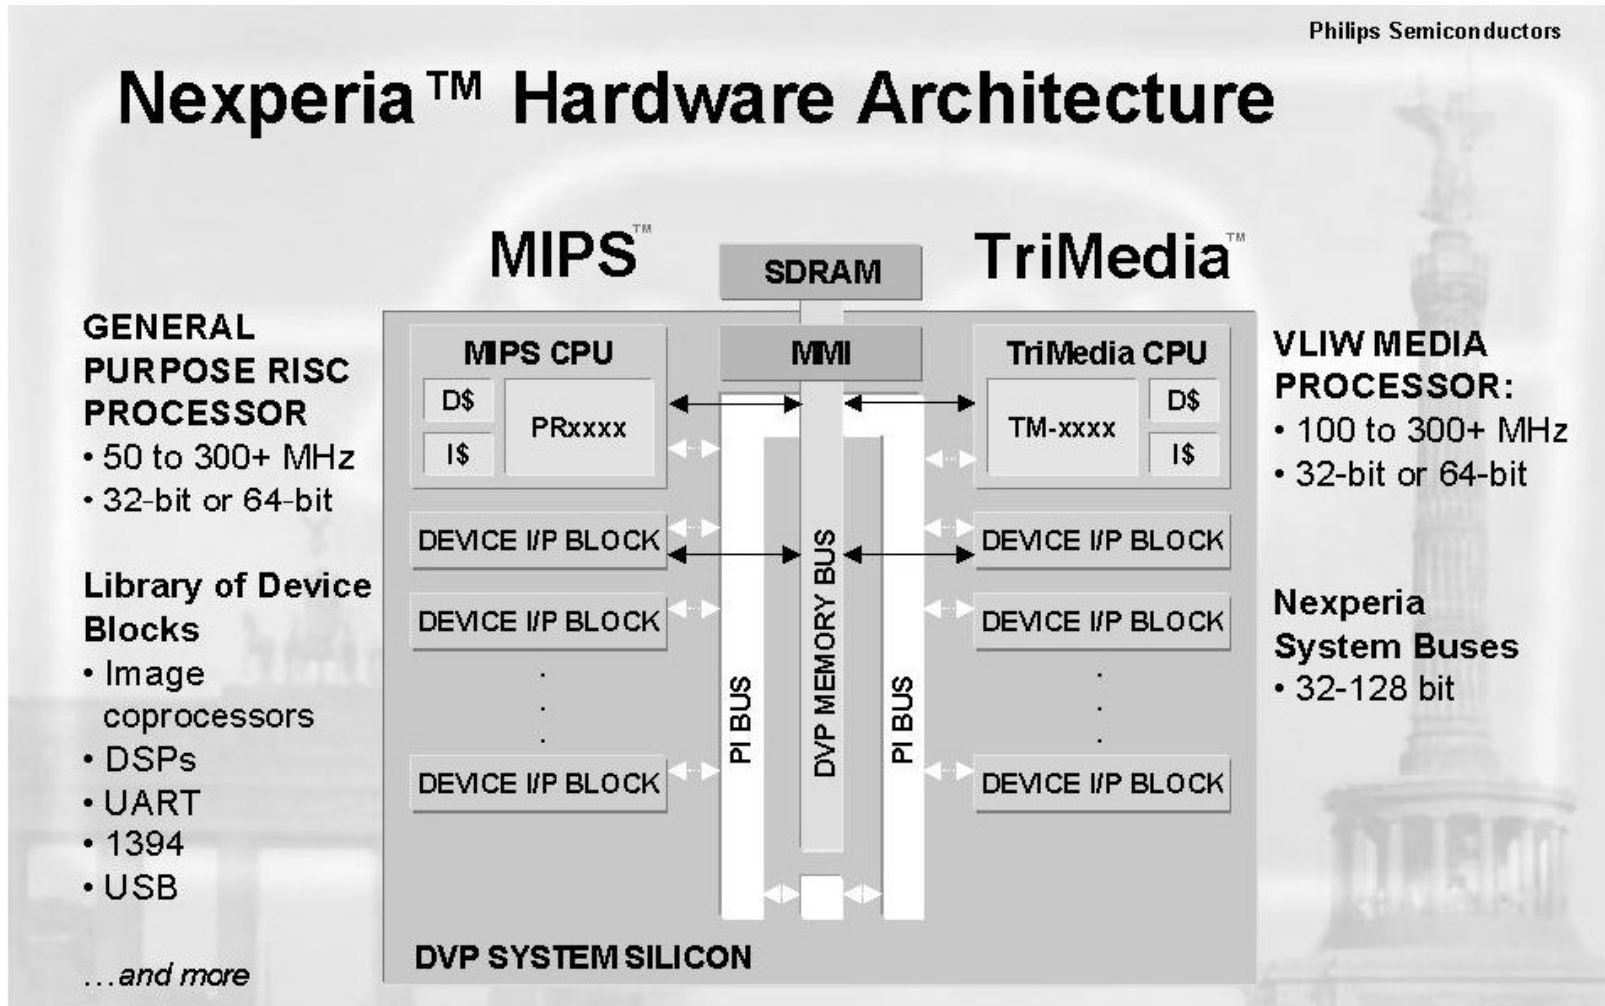 Philips Semiconductors
Nexperia™ Hardware Architecture
MIPS™
TriMedia™
SDRAM
GENERAL
PURPOSE RISC
PROCESSOR
• 50 to 300+ MHz
• 32-bit or 64-bit
Library of Device
Blocks
• Image
coprocessors
• DSPs
• UART
• 1394
• USB
...and more
MIPS CPU
D$
I$
PRxxxx
DEVICE I/P BLOCK
DEVICE I/P BLOCK
.
.
.
DEVICE I/P BLOCK
MMI
PI BUS
DVP MEMORY BUS
PI BUS
TriMedia CPU
TM-xxxx
D$
I$
DEVICE I/P BLOCK
DEVICE I/P BLOCK
.
.
.
DEVICE I/P BLOCK
DVP SYSTEM SILICON
VLIW MEDIA
PROCESSOR:
• 100 to 300+ MHz
• 32-bit or 64-bit
Nexperia
System Buses
• 32-128 bit